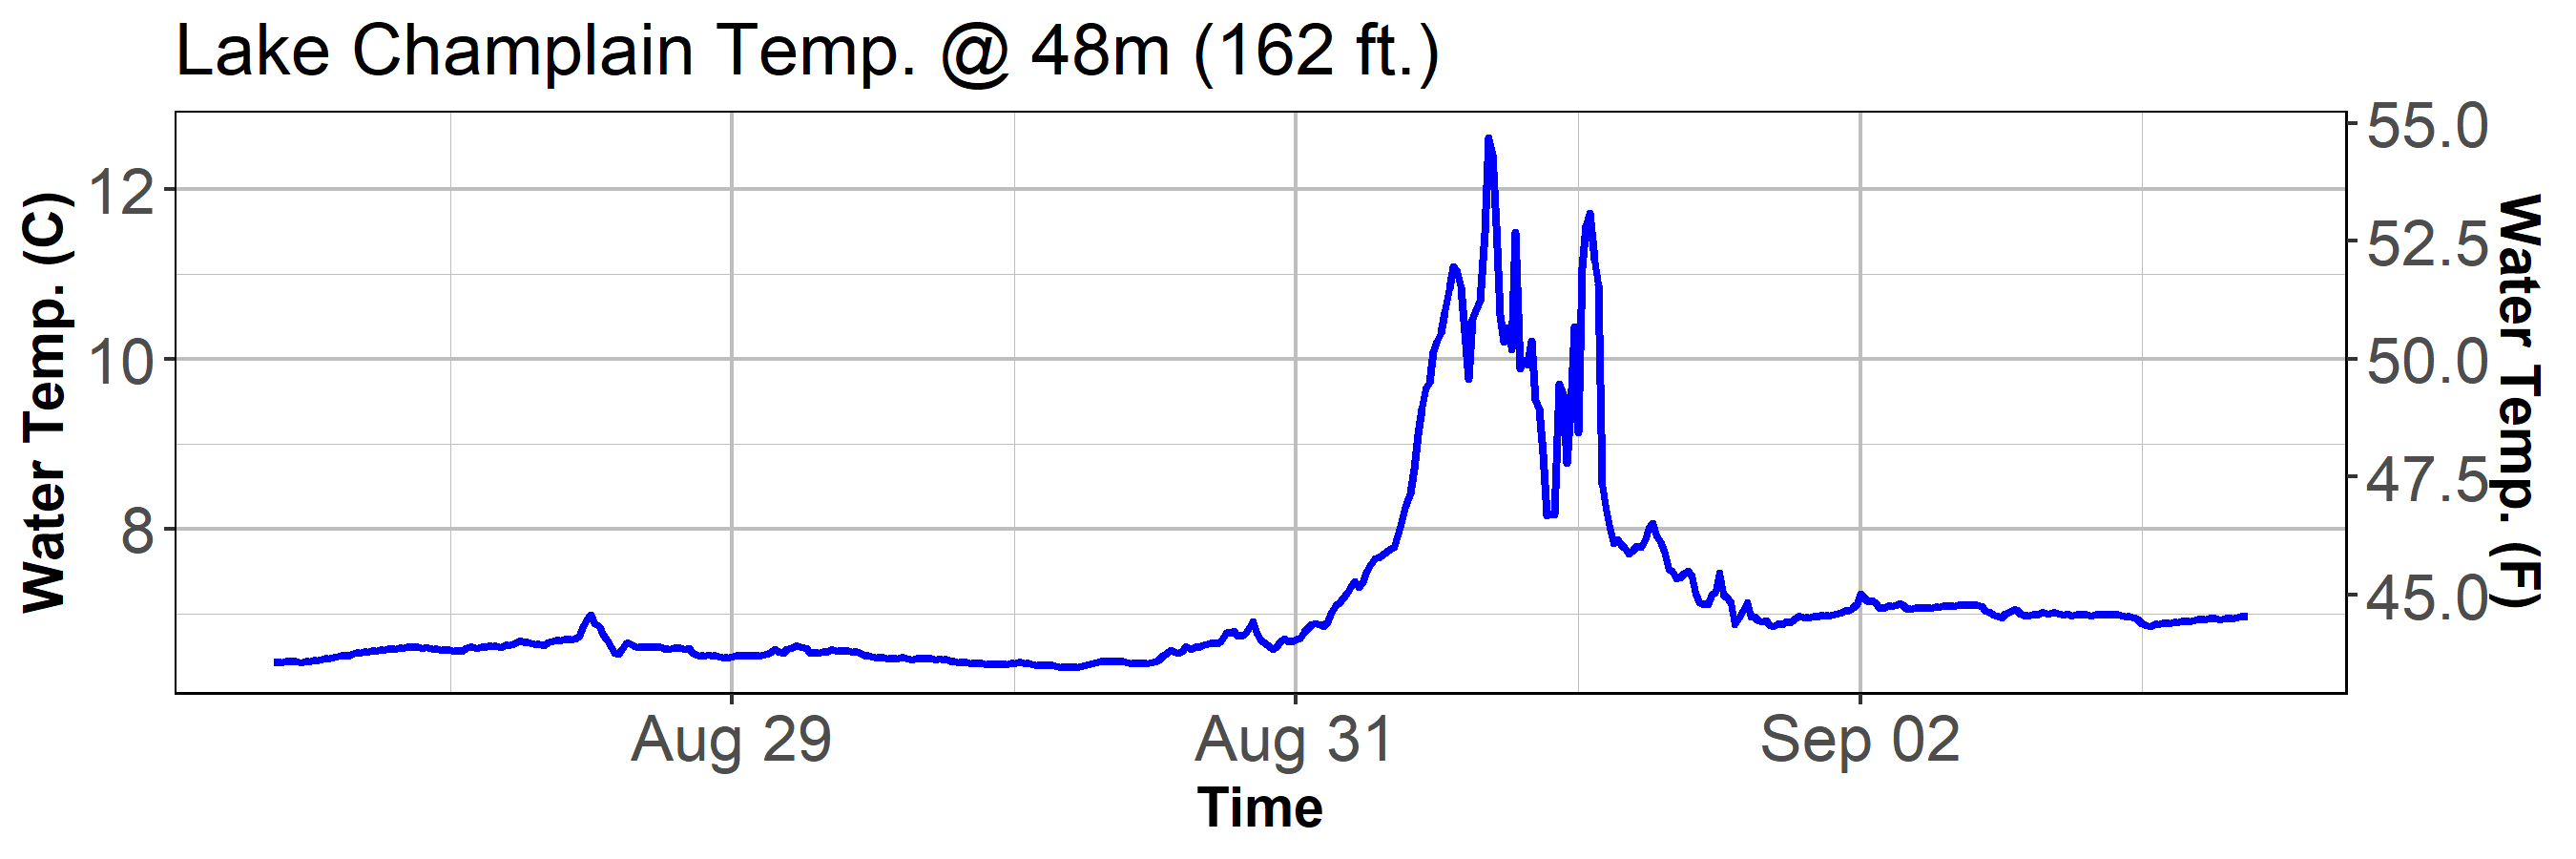 Lake Champlain Temp. @ 48m (162 ft.)
Water Temp. (C)
12
10
8
55.0
52.5
50.0
47.5
45.0
Water Temp. (F)
Aug 29
Aug 31
Sep 02
Time